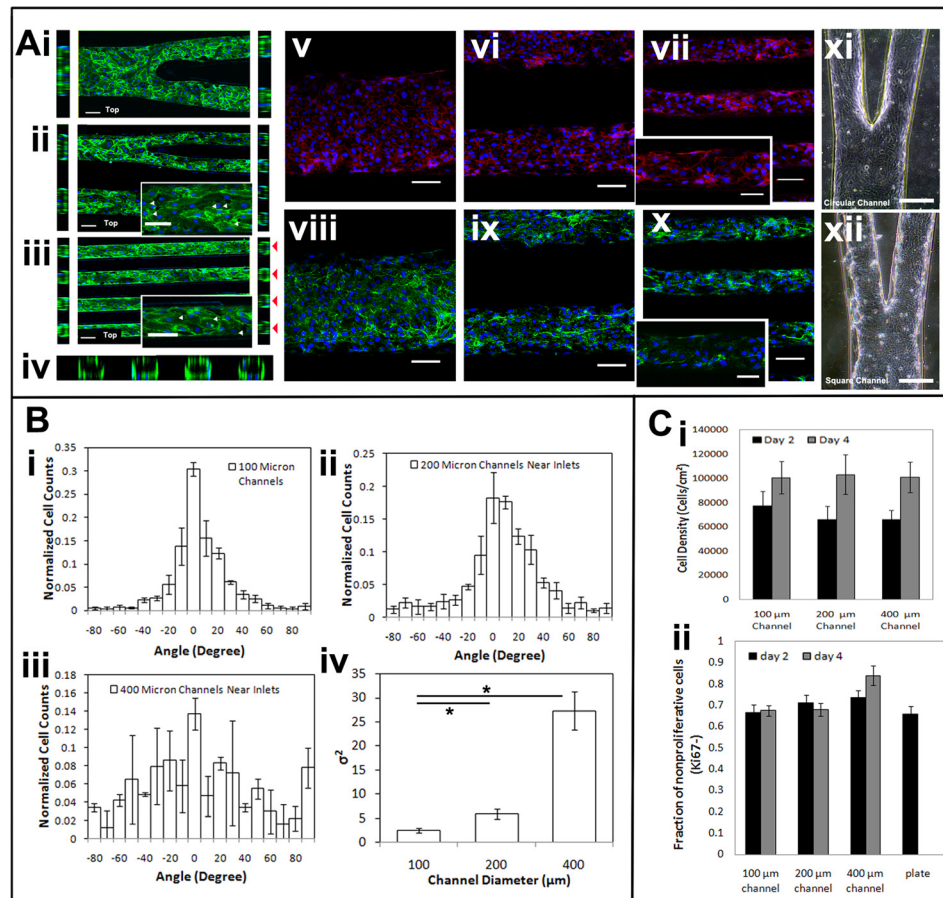 Ai
Top
ii
Top
iii
Top
iv
v
vi
vii
viii
ix
x
xi
Circular Channel
xii
Square Channel
B
i
Normalized Cell Counts
0.35
0.3
0.25
0.2
0.15
0.1
0.05
0
100 Micron
Channels
-80 -60 -40 -20 0 20 40 60 80
Angle (Degree)
ii
Normalized Cell Counts
0.25
0.2
0.15
0.1
0.05
0
200 Micron Channels Near Inlets
-80 -60 -40 -20 0 20 40 60 80
Angle (Degree)
iii
Normalized Cell Counts
0.18
0.16
0.14
0.12
0.10
0.08
0.06
0.04
0.02
0
400 Micron Channels Near Inlets
-80 -60 -40 -20 0 20 40 60 80
Angle (Degree)
iv
σ²
35
30
25
20
15
10
5
0
*
*
100 200 400
Channel Diameter (µm)
C
i
Cell Density (Cells/cm²)
140000
120000
100000
80000
60000
40000
20000
0
Day 2 Day 4
100 µm 200 µm 400 µm
Channel Channel Channel
ii
Fraction of nonproliferative cells
(Ki67-)
1
0.9
0.8
0.7
0.6
0.5
0.4
0.3
0.2
0.1
0
day 2 day 4
100 µm 200 µm 400 µm plate
channel channel channel